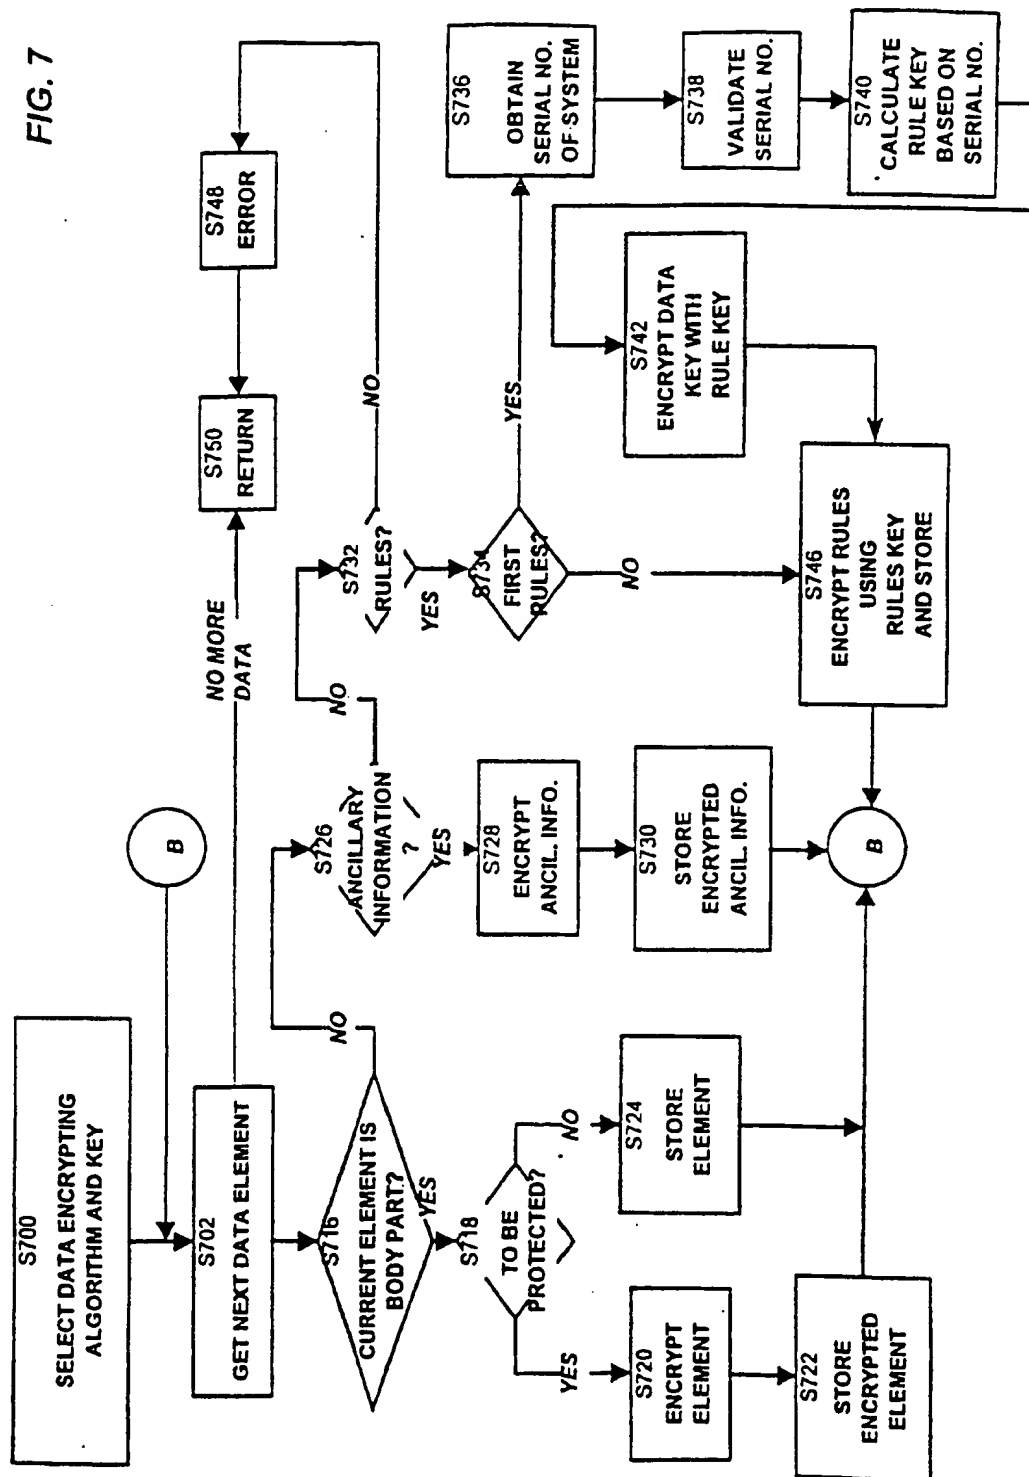 FIG. 7
S700
SELECT DATA ENCRYPTING
ALGORITHM AND KEY
B
S702
GET NEXT DATA ELEMENT
NO MORE
DATA
S750
RETURN
S748
ERROR
S716
CURRENT ELEMENT IS
BODY PART?
NO
YES
S718
TO BE
PROTECTED?
YES
NO
S720
ENCRYPT
ELEMENT
S722
STORE
ENCRYPTED
ELEMENT
S724
STORE
ELEMENT
S726
ANCILLARY
INFORMATION
?
NO
YES
S728
ENCRYPT
ANCIL. INFO.
S730
STORE
ENCRYPTED
ANCIL. INFO.
B
S732
RULES?
NO
YES
S734
FIRST
RULES?
YES
NO
S736
OBTAIN
SERIAL NO.
OF SYSTEM
S738
VALIDATE
SERIAL NO.
S740
CALCULATE
RULE KEY
BASED ON
SERIAL NO.
S742
ENCRYPT DATA
KEY WITH
RULE KEY
S746
ENCRYPT RULES
USING
RULES KEY
AND STORE